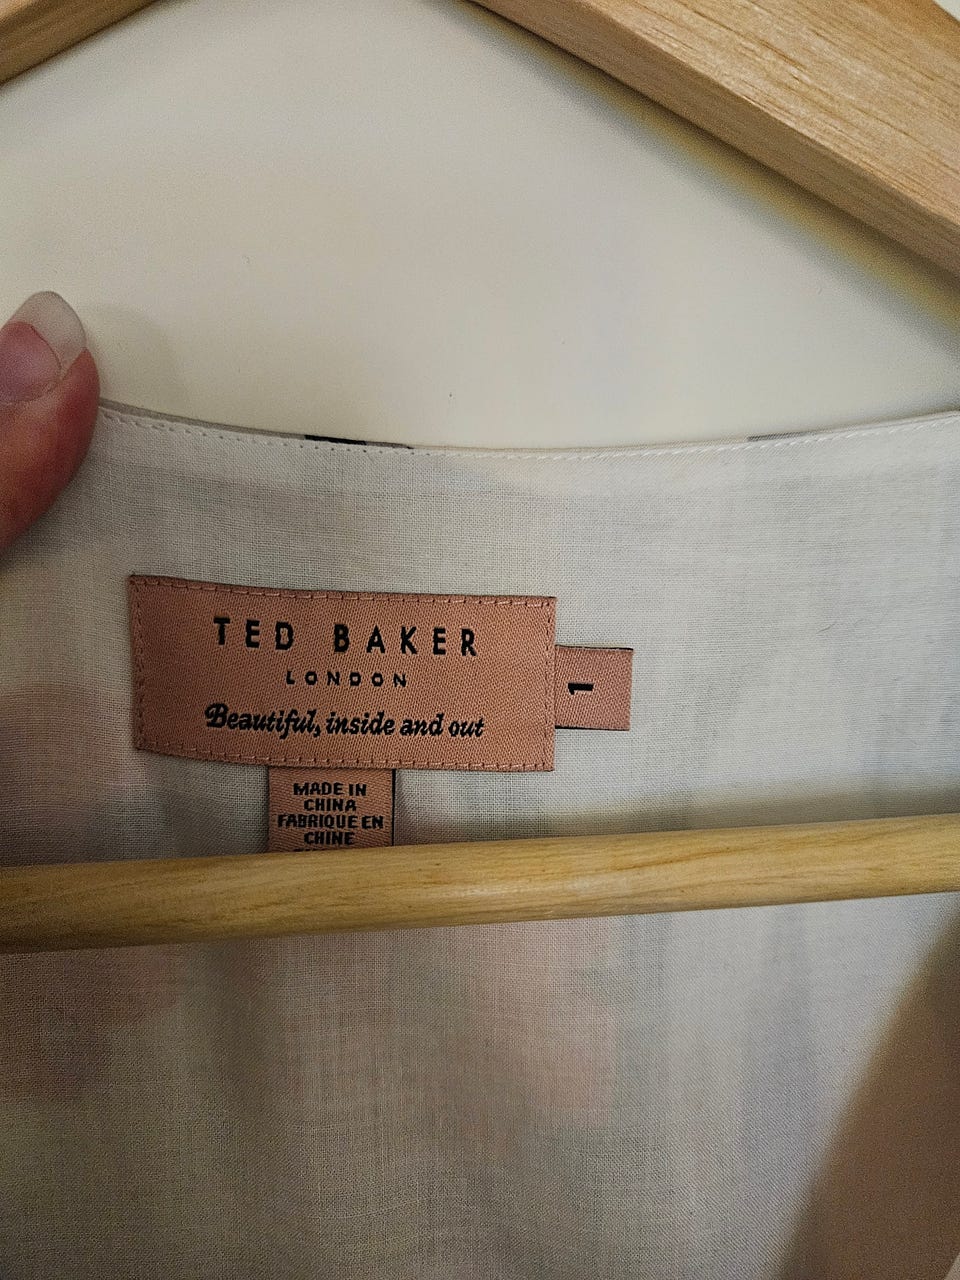 TED BAKER
LONDON
Beautiful, inside and out
1
MADE IN
CHINA
FABRIQUE EN
CHINE